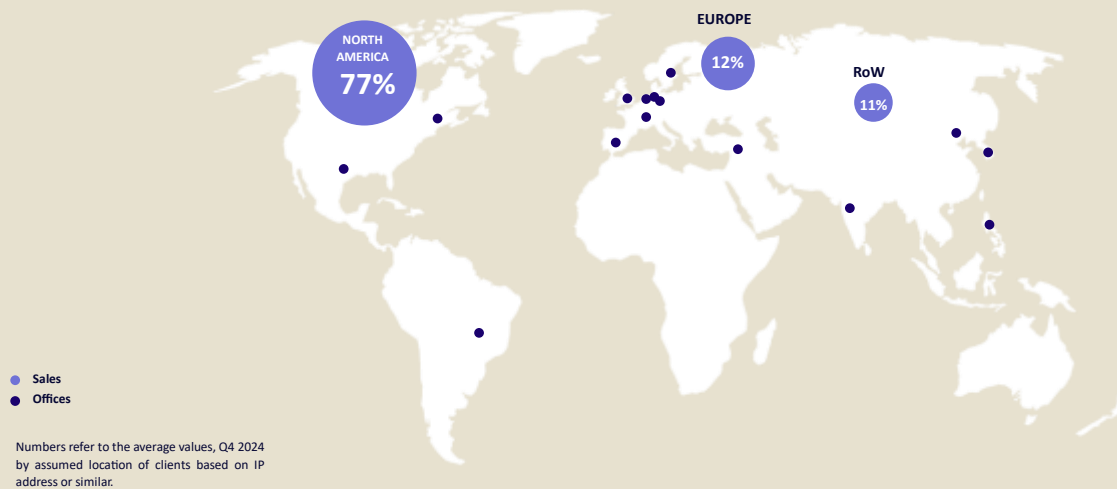 NORTH
AMERICA
77%
EUROPE
12%
RoW
11%
Sales
Offices
Numbers refer to the average values, Q4 2024
by assumed location of clients based on IP
address or similar.